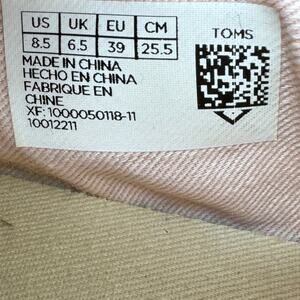 US UK EU CM
8.5 6.5 39 25.5
TOMS
MADE IN CHINA
HECHO EN CHINA
FABRIQUE EN
CHINE
XF: 1000050118-11
10012211